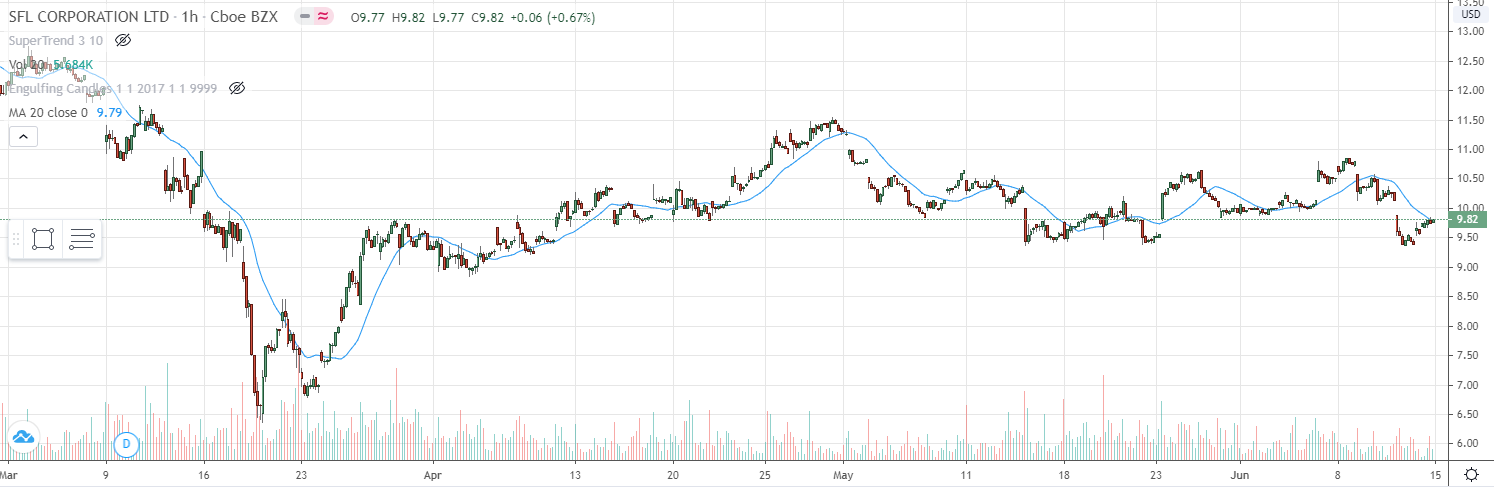 SFL CORPORATION LTD · 1h · Cboe BZX O9.77 H9.82 L9.77 C9.82 +0.06 (+0.67%)
SuperTrend 3 10
Vol 20 5.684K
Engulfing Candles 1 1 2017 1 1 9999
MA 20 close 0 9.79
13.50
USD
13.00
12.50
12.00
11.50
11.00
10.50
10.00
9.82
9.50
9.00
8.50
8.00
7.50
7.00
6.50
6.00
D
Mar 9 16 23 Apr 13 20 25 May 11 18 23 Jun 8 15